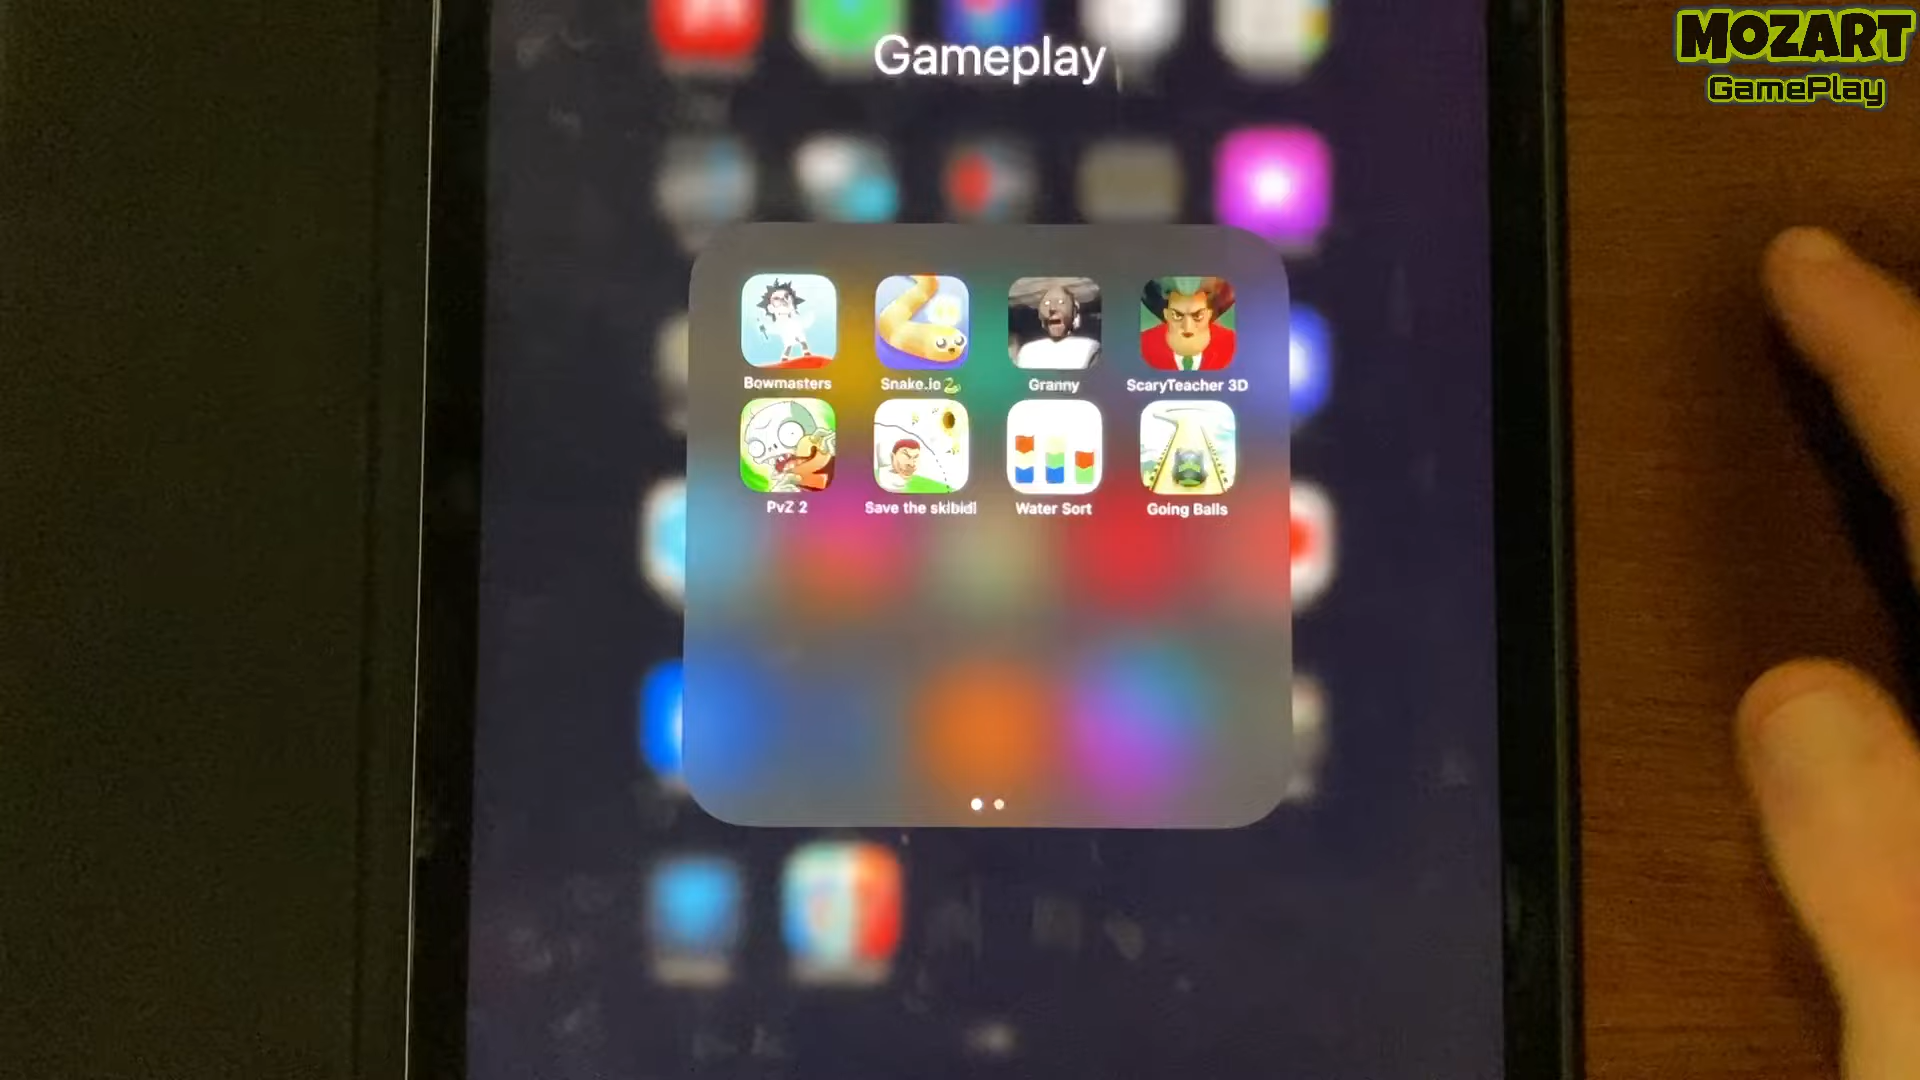 Gameplay
MOZART
GamePlay
Bowmasters
Snake.io
Granny
ScaryTeacher 3D
PvZ 2
Save the skibidi
Water Sort
Going Balls